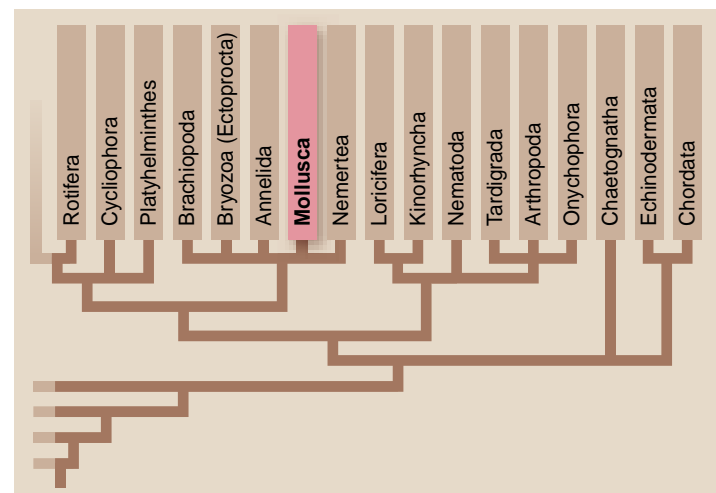 Rotifera
Cycliophora
Platyhelminthes
Brachiopoda
Bryozoa (Ectoprocta)
Annelida
Mollusca
Nemertea
Loricifera
Kinorhyncha
Nematoda
Tardigrada
Arthropoda
Onychophora
Chaetognatha
Echinodermata
Chordata